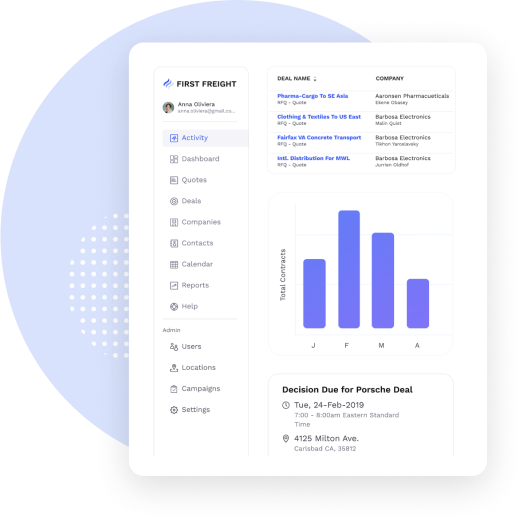 FIRST FREIGHT
Anna Oliviera
anna.oliviera@gmail.co...
Activity
Dashboard
Quotes
Deals
Companies
Contacts
Calendar
Reports
Help
Admin
Users
Locations
Campaigns
Settings
DEAL NAME COMPANY
Pharma-Cargo To SE Asia Aaronsen Pharmacueticals
RFQ - Quote Ekene Obasey
Clothing & Textiles To US East Barbosa Electronics
RFQ - Quote Malin Quist
Fairfax VA Concrete Transport Barbosa Electronics
RFQ - Quote Tikhon Yaroslavsky
Intl. Distribution For MWL Barbosa Electronics
RFQ - Quote Jurrien Oldhof
Total Contracts
J F M A
Decision Due for Porsche Deal
Tue, 24-Feb-2019
7:00 - 8:00am Eastern Standard
Time
4125 Milton Ave.
Carlsbad CA, 35812